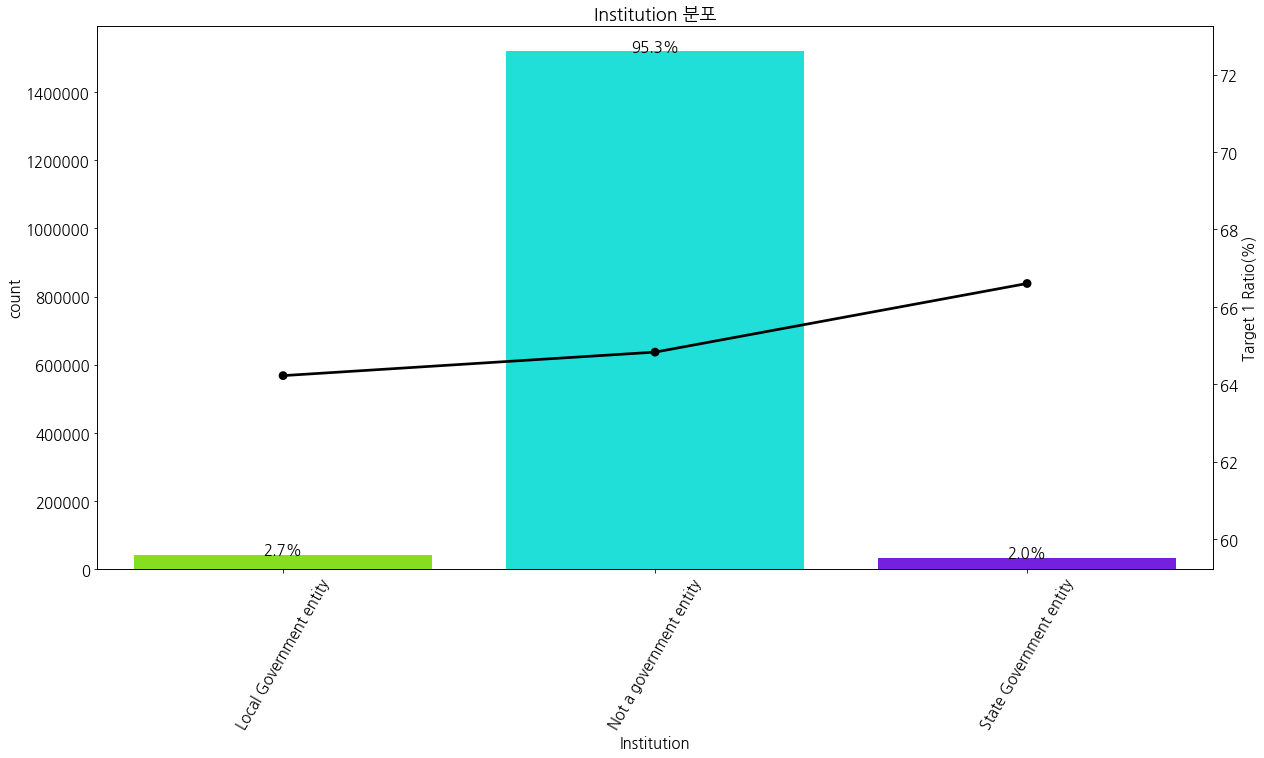 Institution 분포
95.3%
2.7%
2.0%
1400000
1200000
1000000
800000
600000
400000
200000
0
count
72
70
68
66
64
62
60
Target 1 Ratio(%)
Local Government entity
Not a government entity
State Government entity
Institution